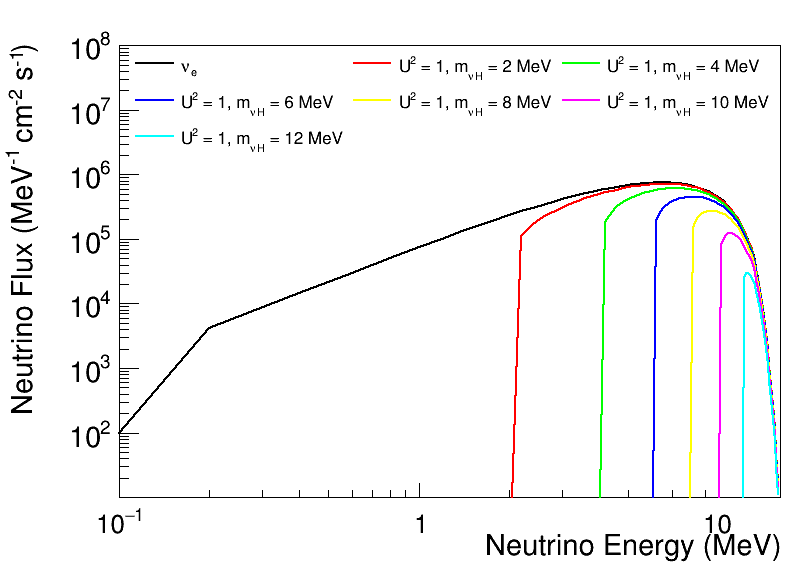 10⁸
10⁷
10⁶
10⁵
10⁴
10³
10²
Neutrino Flux (MeV⁻¹ cm⁻² s⁻¹)
νₑ
U² = 1, m_νH = 2 MeV
U² = 1, m_νH = 4 MeV
U² = 1, m_νH = 6 MeV
U² = 1, m_νH = 8 MeV
U² = 1, m_νH = 10 MeV
U² = 1, m_νH = 12 MeV
10⁻¹ 1 10
Neutrino Energy (MeV)